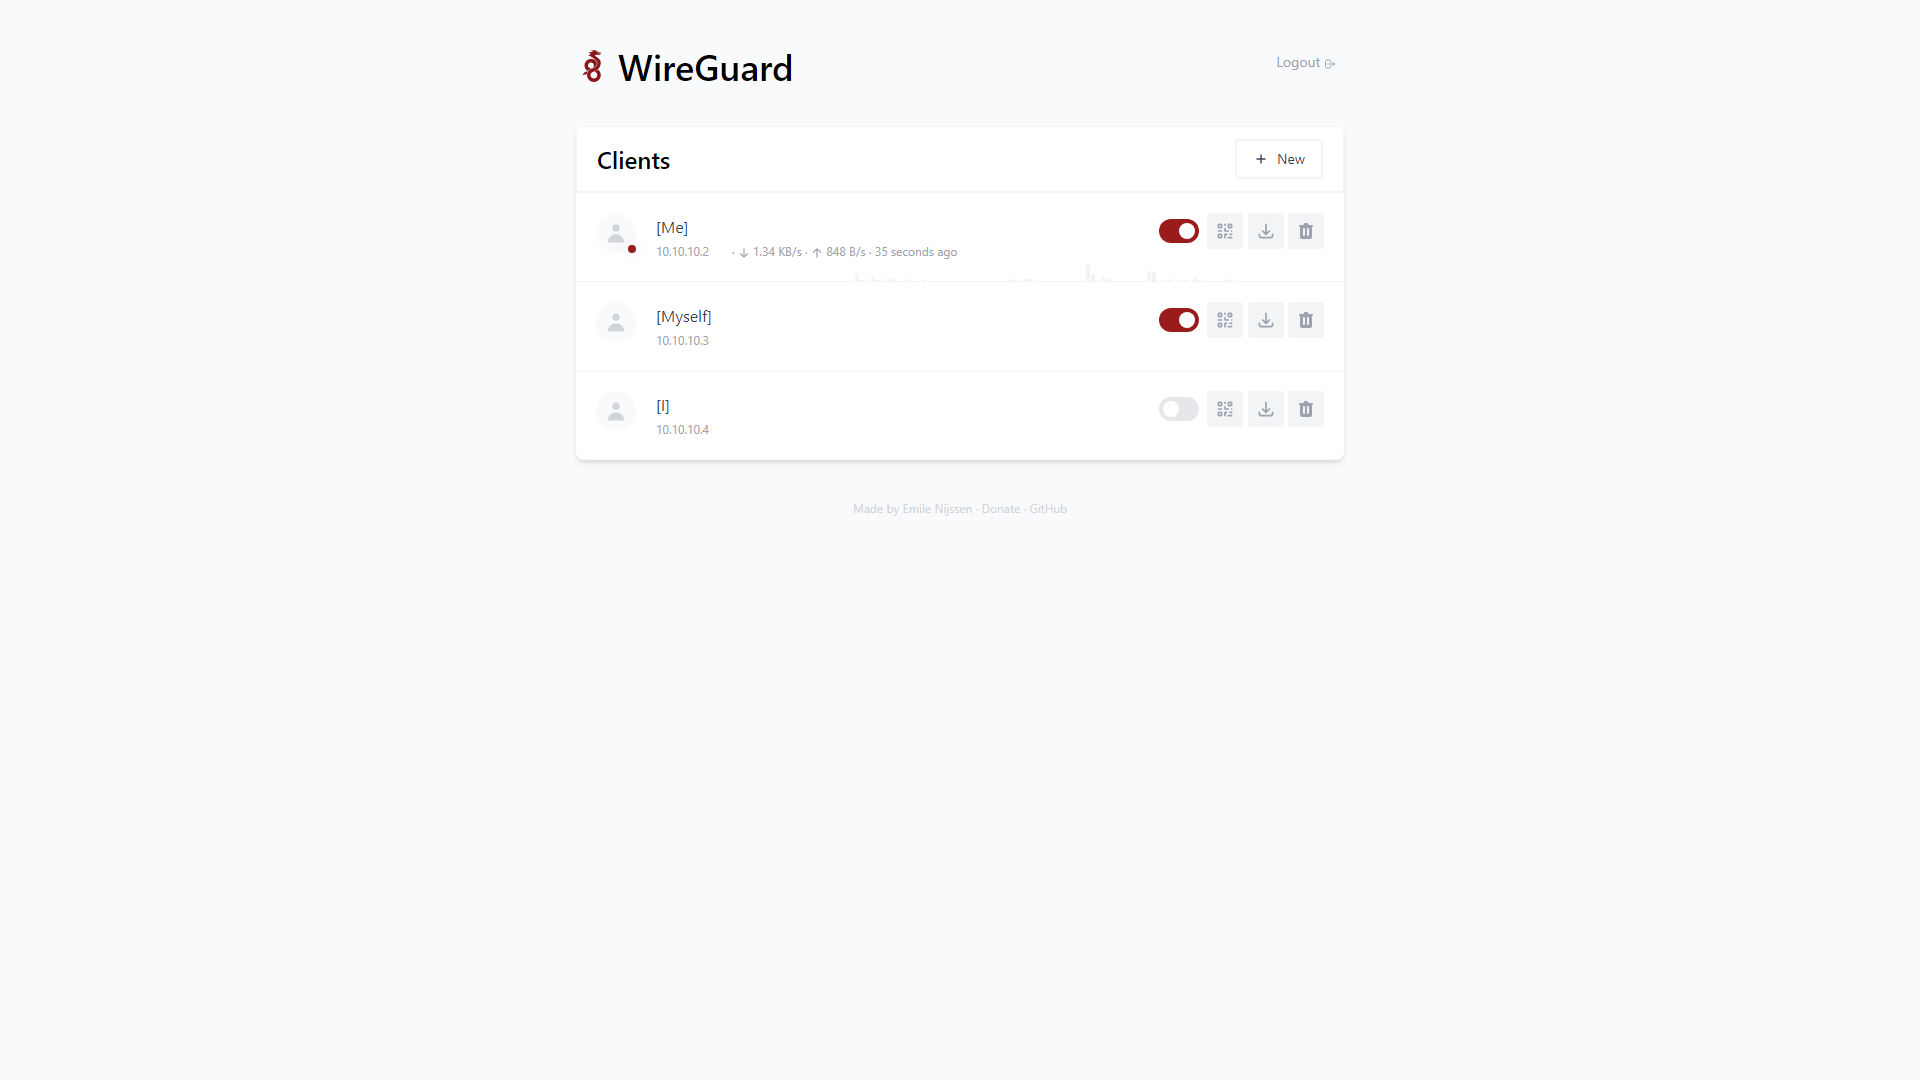 WireGuard
Logout
Clients
New
[Me]
10.10.10.2 · ↓ 1.34 KB/s · ↑ 848 B/s · 35 seconds ago
[Myself]
10.10.10.3
[I]
10.10.10.4
Made by Emile Nijssen · Donate · GitHub